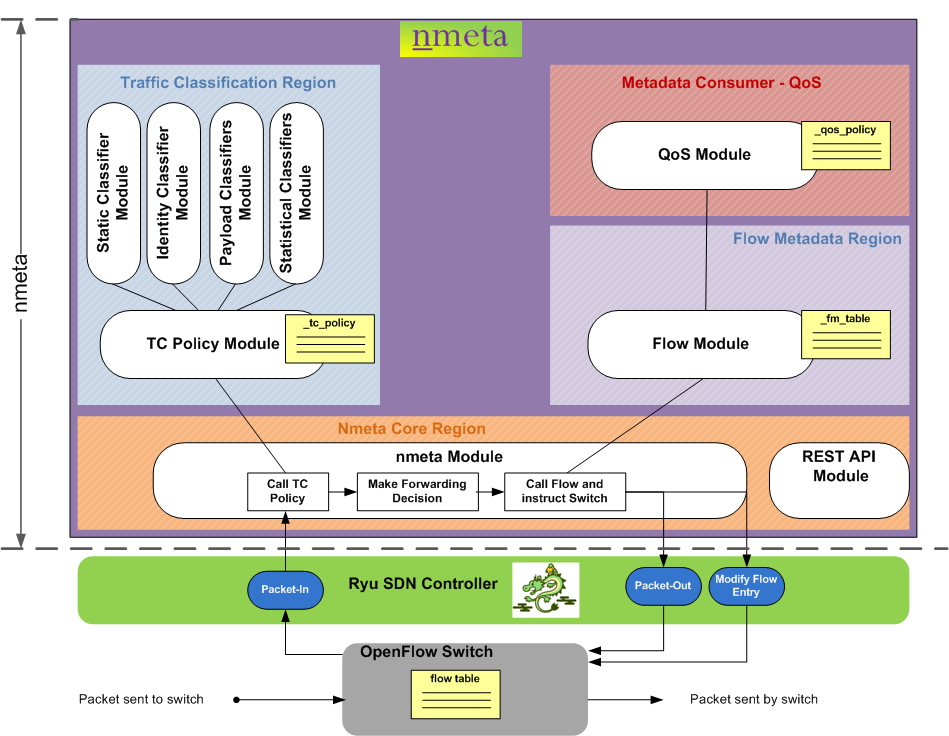 nmeta
Traffic Classification Region
Metadata Consumer - QoS
Static Classifier
Module
Identity Classifier
Module
Payload Classifiers
Module
Statistical Classifiers
Module
_qos_policy
QoS Module
Flow Metadata Region
nmeta
_tc_policy
TC Policy Module
_fm_table
Flow Module
Nmeta Core Region
nmeta Module
REST API
Module
Call TC
Policy
Make Forwarding
Decision
Call Flow and
instruct Switch
Packet-In
Ryu SDN Controller
Packet-Out
Modify Flow
Entry
OpenFlow Switch
flow table
Packet sent to switch
Packet sent by switch